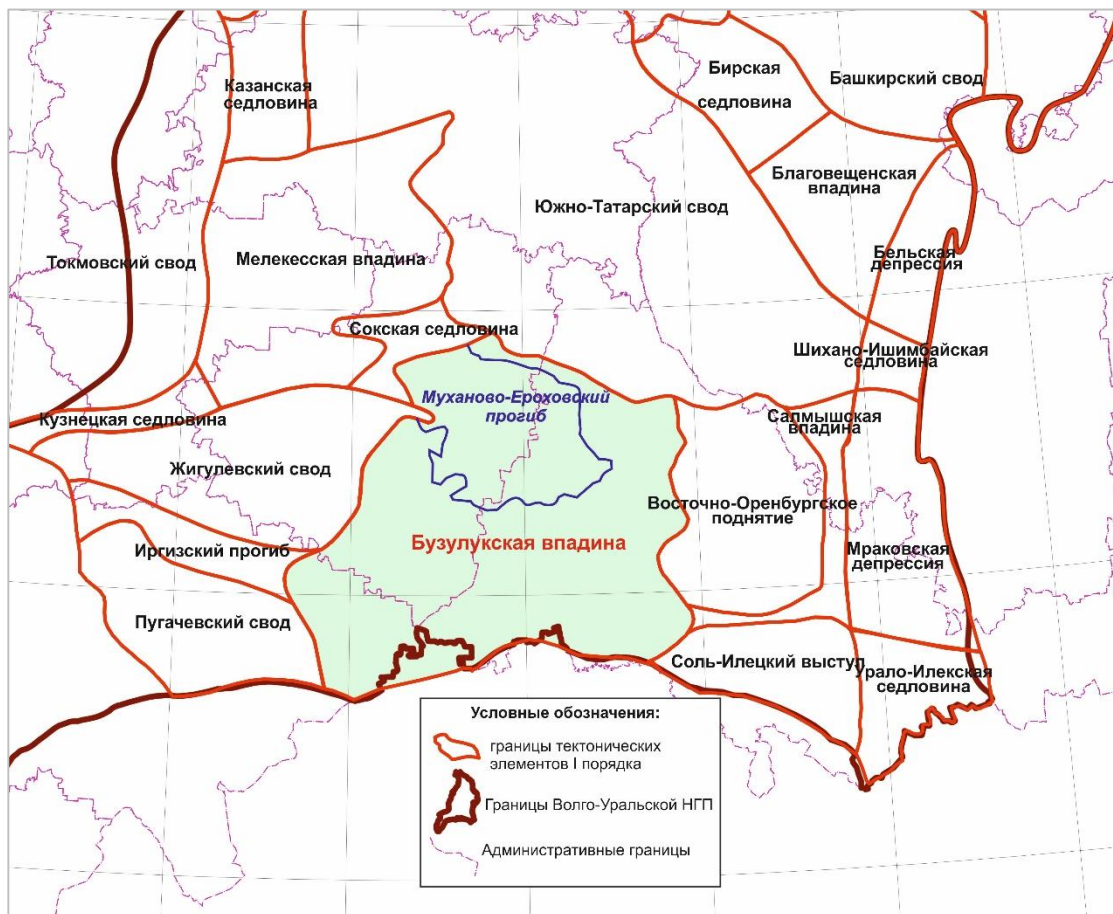 Казанская
седловина
Бирская
седловина
Башкирский свод
Благовещенская
впадина
Южно-Татарский свод
Токмовский свод
Мелекесская впадина
Бельская
депрессия
Сокская седловина
Шихано-Ишимбайская
седловина
Муханово-Ероховский
прогиб
Кузнецкая седловина
Салмышская
впадина
Жигулевский свод
Восточно-Оренбургское
поднятие
Бузулукская впадина
Иргизский прогиб
Мраковская
депрессия
Пугачевский свод
Соль-Илецкий выступ
Урало-Илекская
седловина
Условные обозначения:
границы тектонических
элементов I порядка
Границы Волго-Уральской НГП
Административные границы